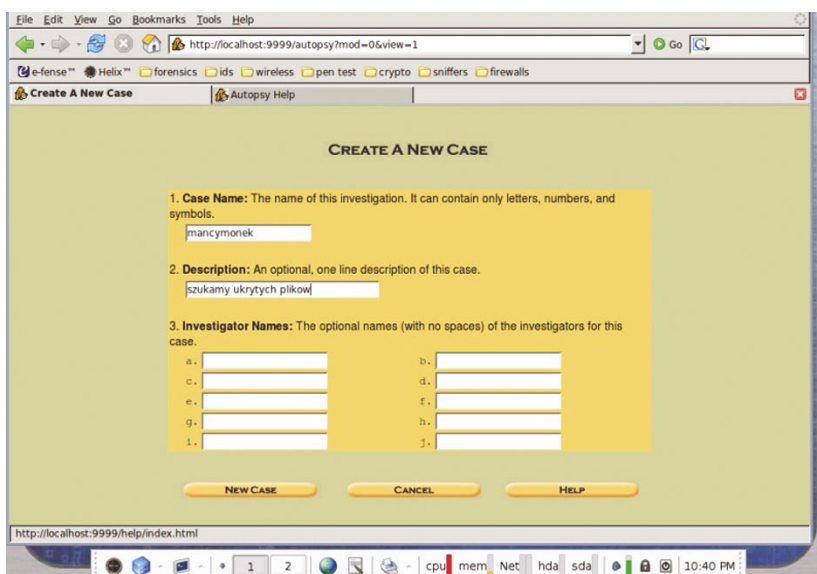 File Edit View Go Bookmarks Tools Help
http://localhost:9999/autopsy?mod=0&view=1 Go G
e-fense™ Helix™ forensics ids wireless pen test crypto sniffers firewalls
Create A New Case Autopsy Help
CREATE A NEW CASE
1. Case Name: The name of this investigation. It can contain only letters, numbers, and
symbols.
mancymonek
2. Description: An optional, one line description of this case.
szukamy ukrytych plikow
3. Investigator Names: The optional names (with no spaces) of the investigators for this
case.
a. b.
c. d.
e. f.
g. h.
i. j.
NEW CASE CANCEL HELP
http://localhost:9999/help/index.html
1 2 cpu mem Net hda sda 10:40 PM